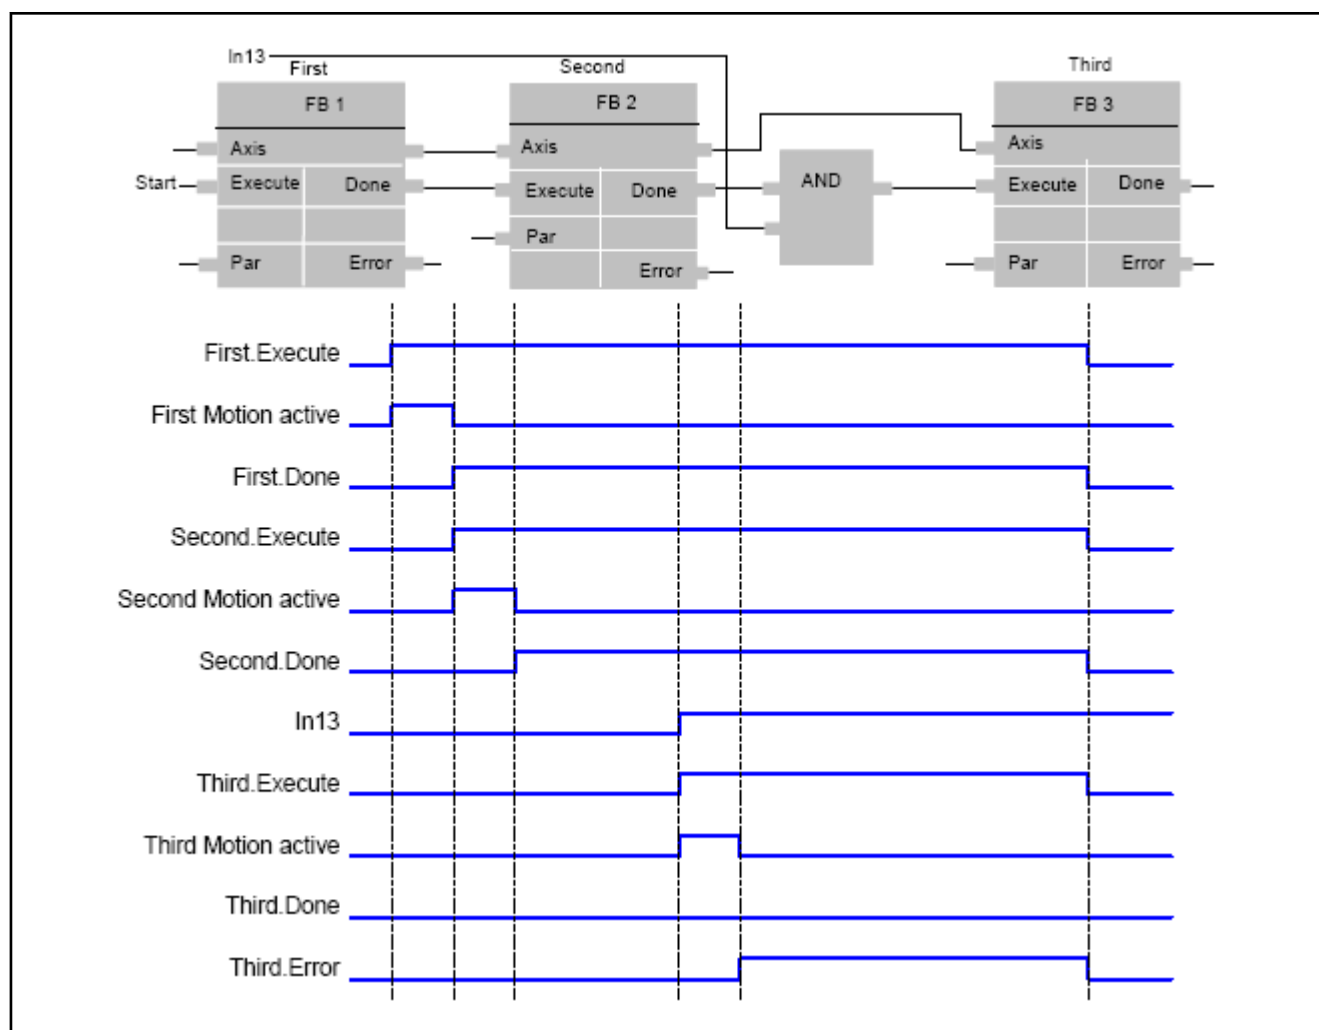 In13
First
Second
Third
FB 1
FB 2
FB 3
Axis
Axis
Axis
Start
Execute
Done
Execute
Done
AND
Execute
Done
Par
Error
Par
Error
Par
Error
First.Execute
First Motion active
First.Done
Second.Execute
Second Motion active
Second.Done
In13
Third.Execute
Third Motion active
Third.Done
Third.Error